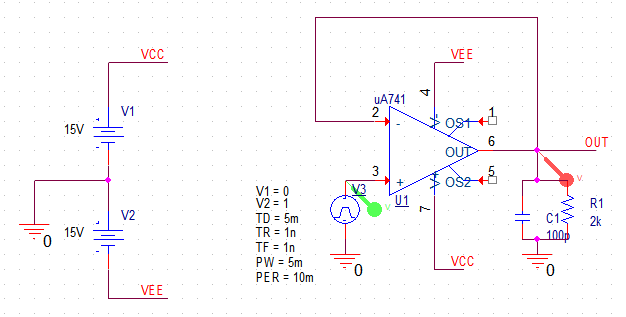 VCC
V1
15V
V2
15V
0
VEE
VEE
uA741
4
V-
2
-
OS1
1
OUT
6
OUT
3
+
V+
OS2
5
U1
7
VCC
V3
V
V1 = 0
V2 = 1
TD = 5m
TR = 1n
TF = 1n
PW = 5m
PER = 10m
0
V
C1
100p
R1
2k
0